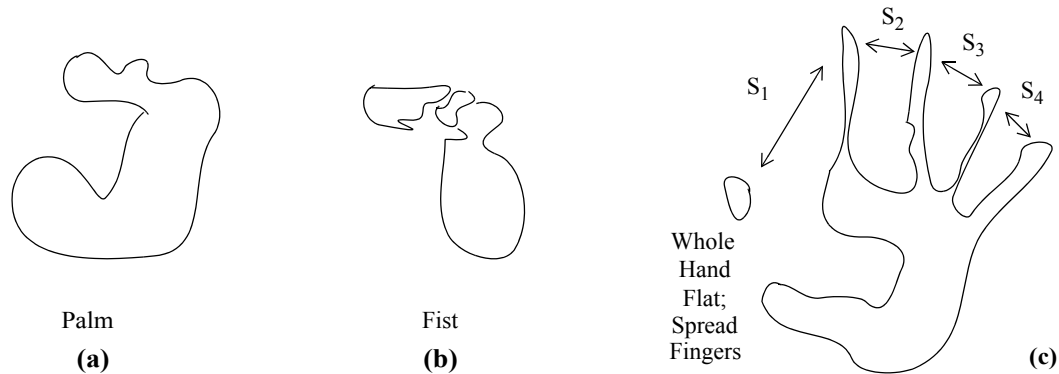 S2
S3
S1
S4
Whole
Hand
Flat;
Spread
Fingers
Palm
Fist
(a)
(b)
(c)